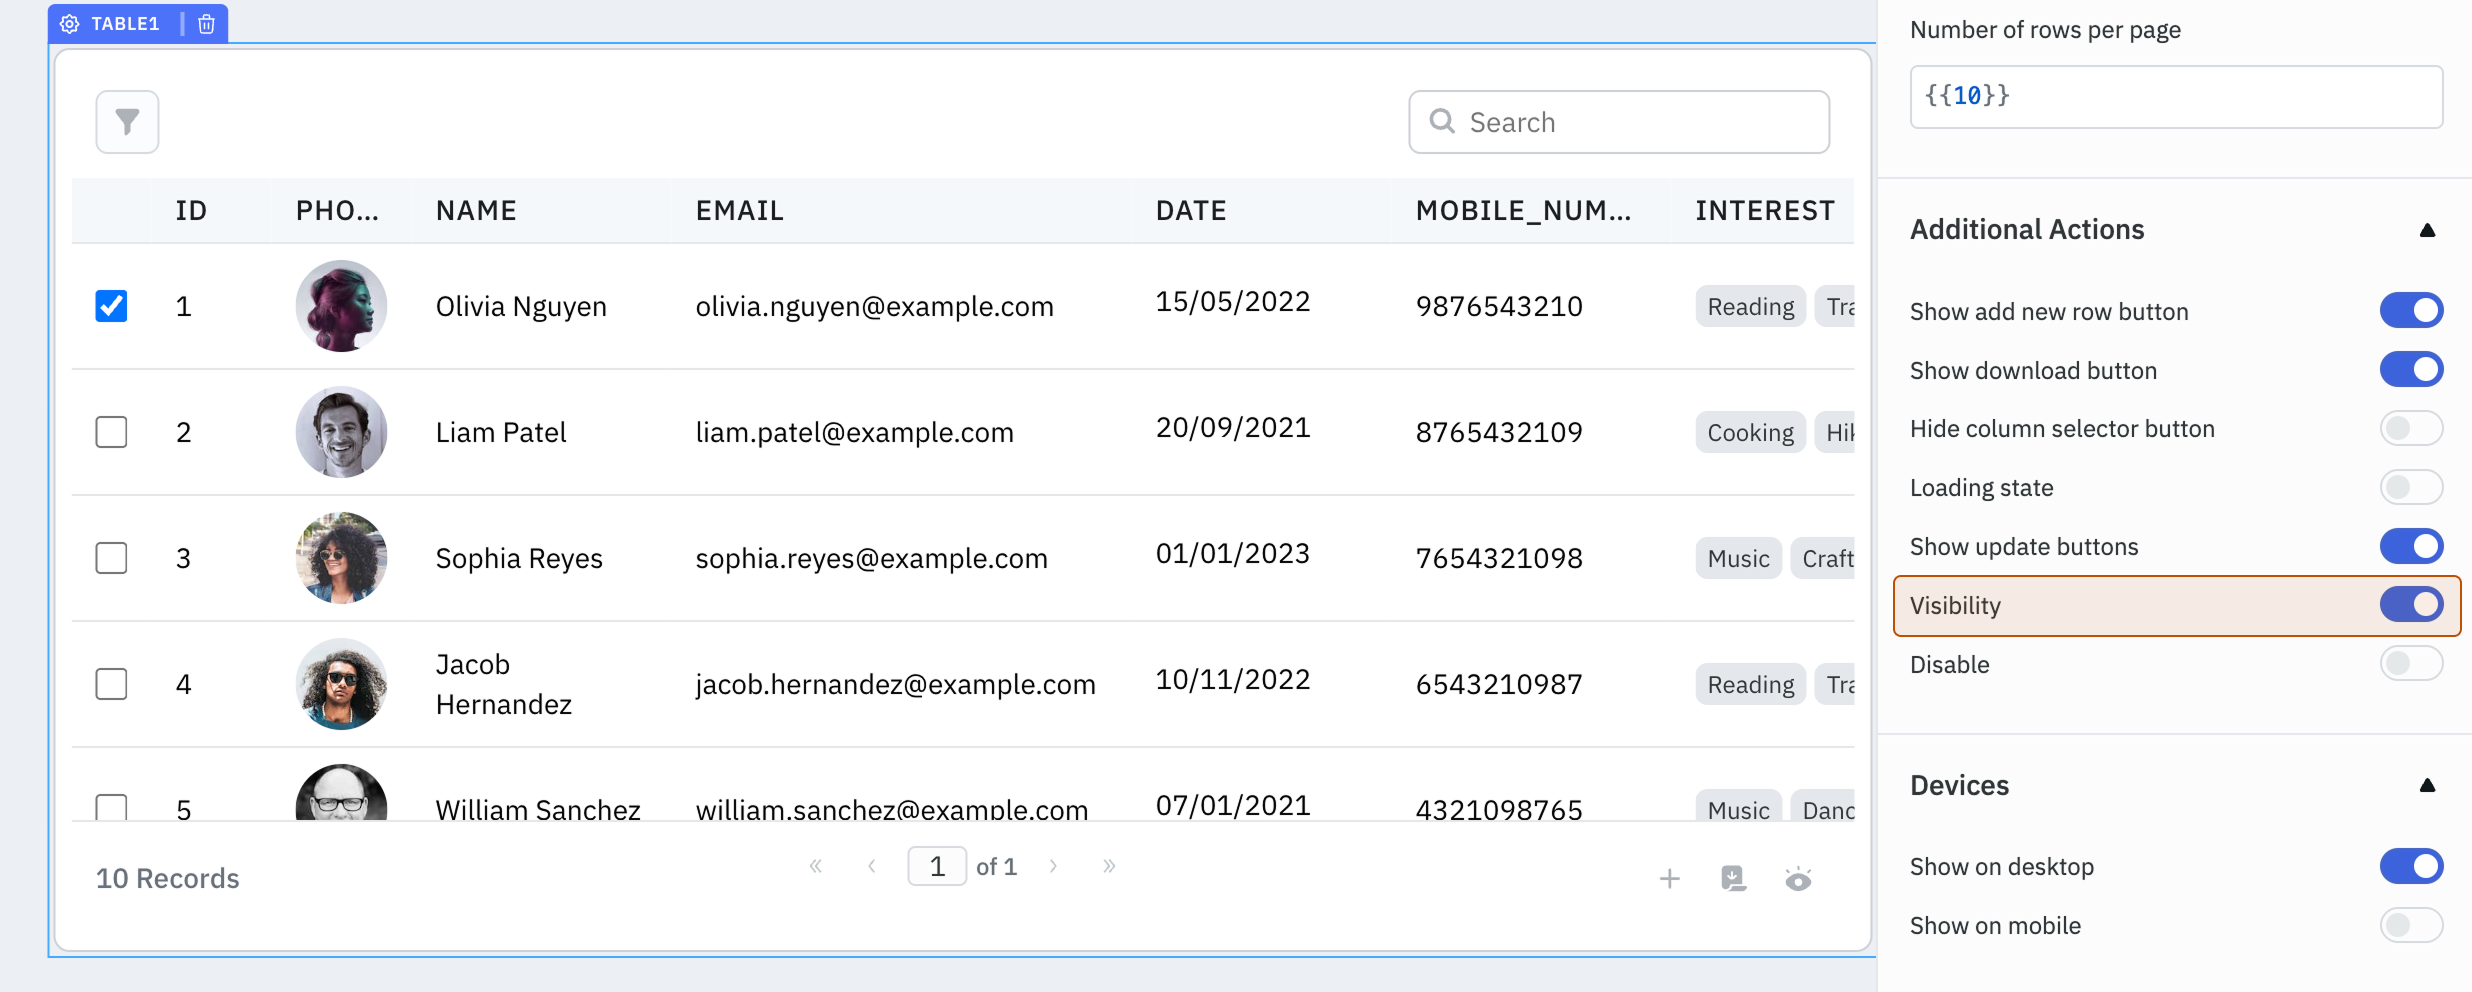 TABLE1
Search
ID PHO... NAME EMAIL DATE MOBILE_NUM... INTEREST
1 Olivia Nguyen olivia.nguyen@example.com 15/05/2022 9876543210 Reading Tra
2 Liam Patel liam.patel@example.com 20/09/2021 8765432109 Cooking Hik
3 Sophia Reyes sophia.reyes@example.com 01/01/2023 7654321098 Music Craft
4 Jacob Hernandez jacob.hernandez@example.com 10/11/2022 6543210987 Reading Tra
5 William Sanchez william.sanchez@example.com 07/01/2021 4321098765 Music Danc
10 Records
« ‹ 1 of 1 › »
Number of rows per page
{{10}}
Additional Actions
Show add new row button
Show download button
Hide column selector button
Loading state
Show update buttons
Visibility
Disable
Devices
Show on desktop
Show on mobile